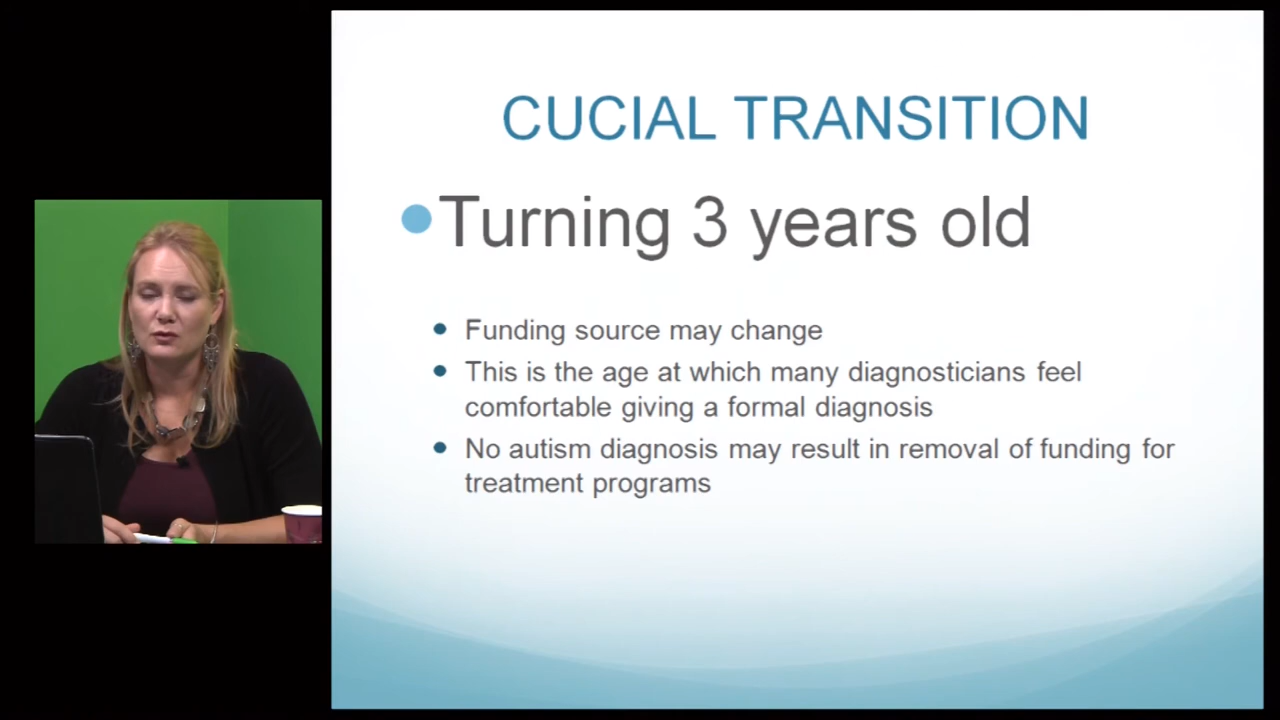 CUCIAL TRANSITION
Turning 3 years old
Funding source may change
This is the age at which many diagnosticians feel
comfortable giving a formal diagnosis
No autism diagnosis may result in removal of funding for
treatment programs